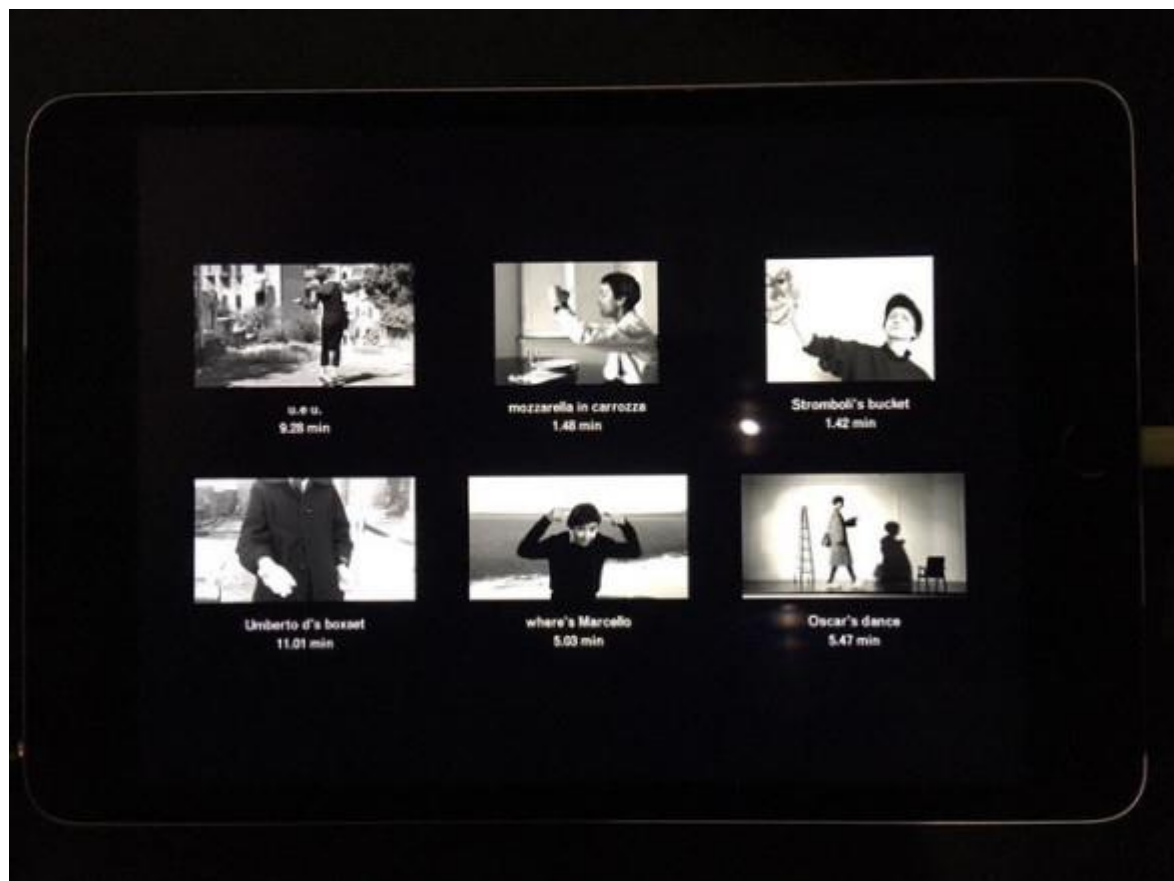 u.e u.
9.28 min
mozzarella in carrozza
1.48 min
Stromboli's bucket
1.42 min
Umberto d's boxset
11.01 min
where's Marcello
5.03 min
Oscar's dance
5.47 min